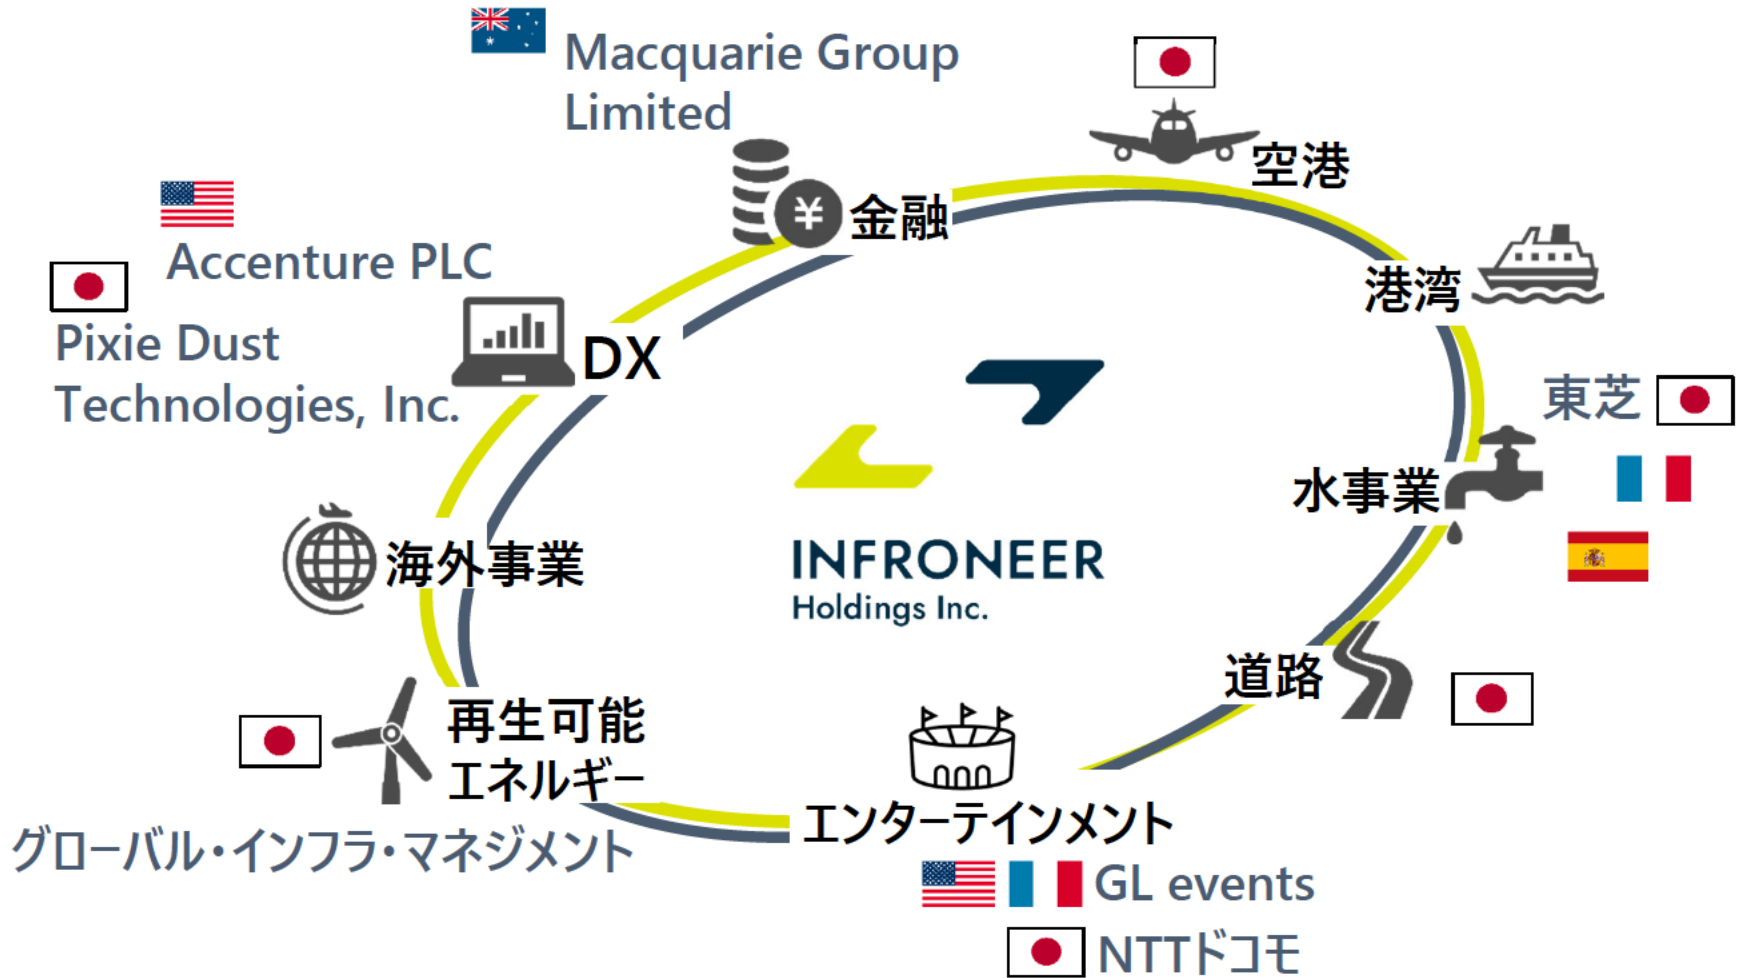 Macquarie Group
Limited
空港
金融
Accenture PLC
港湾
Pixie Dust
Technologies, Inc.
DX
東芝
水事業
海外事業
INFRONEER
Holdings Inc.
道路
再生可能
エネルギー
エンターテインメント
グローバル・インフラ・マネジメント
GL events
NTTドコモ
¥